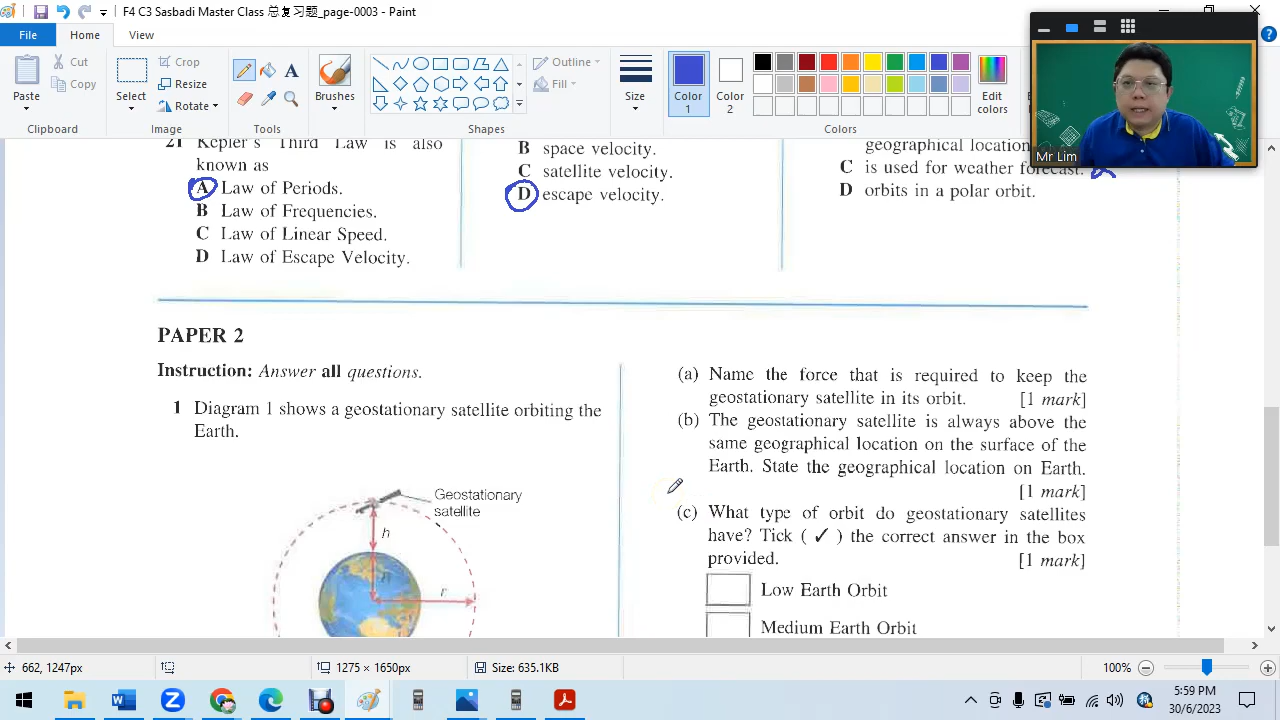 F4 C3 Sasbadi Master Class 总复习题_page-0003 - Paint
File
Home
View
Paste
Cut
Copy
Clipboard
Select
Crop
Resize
Rotate
Image
Tools
Brushes
Shapes
Outline
Fill
Size
Color 1
Color 2
Edit colors
Colors
Mr Lim
21 Kepler's Third Law is also
known as
A Law of Periods.
B Law of Frequencies.
C Law of Linear Speed.
D Law of Escape Velocity.
B space velocity.
C satellite velocity.
D escape velocity.
geographical location
C is used for weather forecast.
D orbits in a polar orbit.
PAPER 2
Instruction: Answer all questions.
1 Diagram 1 shows a geostationary satellite orbiting the
Earth.
Geostationary
satellite
h
r
(a) Name the force that is required to keep the
geostationary satellite in its orbit. [1 mark]
(b) The geostationary satellite is always above the
same geographical location on the surface of the
Earth. State the geographical location on Earth.
[1 mark]
(c) What type of orbit do geostationary satellites
have? Tick ( ✓ ) the correct answer in the box
provided. [1 mark]
Low Earth Orbit
Medium Earth Orbit
662, 1247px
1275 × 1650px
Size: 635.1KB
100%
5:59 PM
30/6/2023